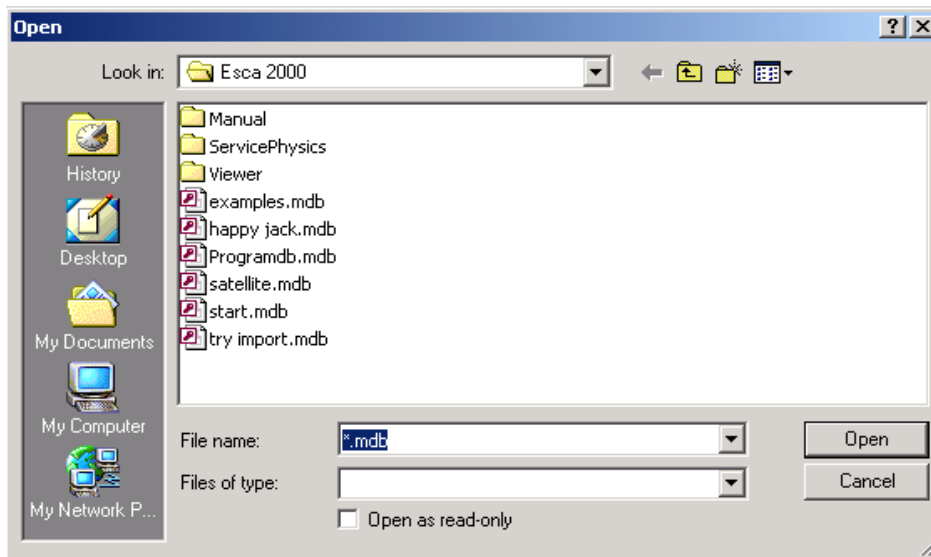 Open
Look in: Esca 2000
History
Desktop
My Documents
My Computer
My Network P...
Manual
ServicePhysics
Viewer
examples.mdb
happy jack.mdb
Programdb.mdb
satellite.mdb
start.mdb
try import.mdb
File name: *.mdb Open
Files of type: Cancel
Open as read-only